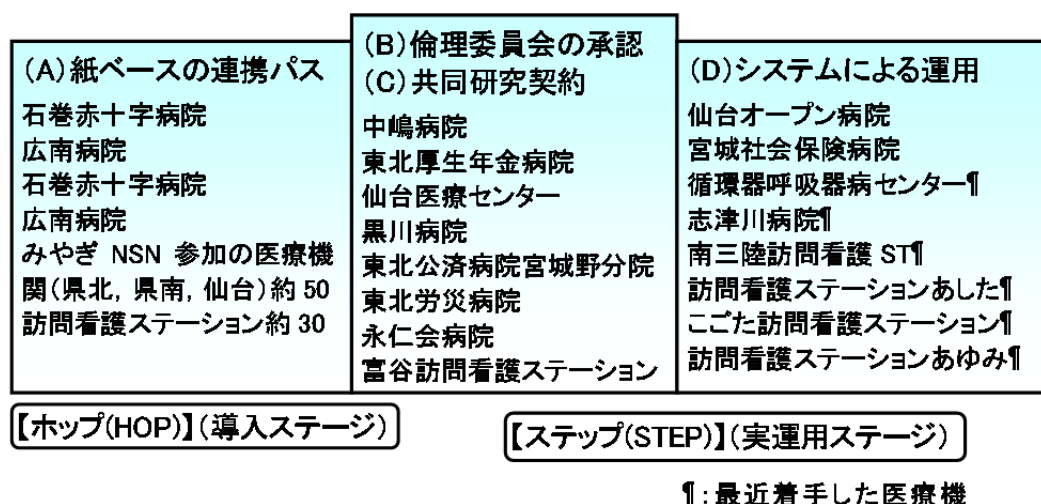 (A)紙ベースの連携パス
石巻赤十字病院
広南病院
石巻赤十字病院
広南病院
みやぎ NSN 参加の医療機
関(県北, 県南, 仙台)約 50
訪問看護ステーション約 30
(B)倫理委員会の承認
(C)共同研究契約
中嶋病院
東北厚生年金病院
仙台医療センター
黒川病院
東北公済病院宮城野分院
東北労災病院
永仁会病院
富谷訪問看護ステーション
(D)システムによる運用
仙台オープン病院
宮城社会保険病院
循環器呼吸器病センター¶
志津川病院¶
南三陸訪問看護 ST¶
訪問看護ステーションあした¶
こごた訪問看護ステーション¶
訪問看護ステーションあゆみ¶
【ホップ(HOP)】(導入ステージ)
【ステップ(STEP)】(実運用ステージ)
¶:最近着手した医療機